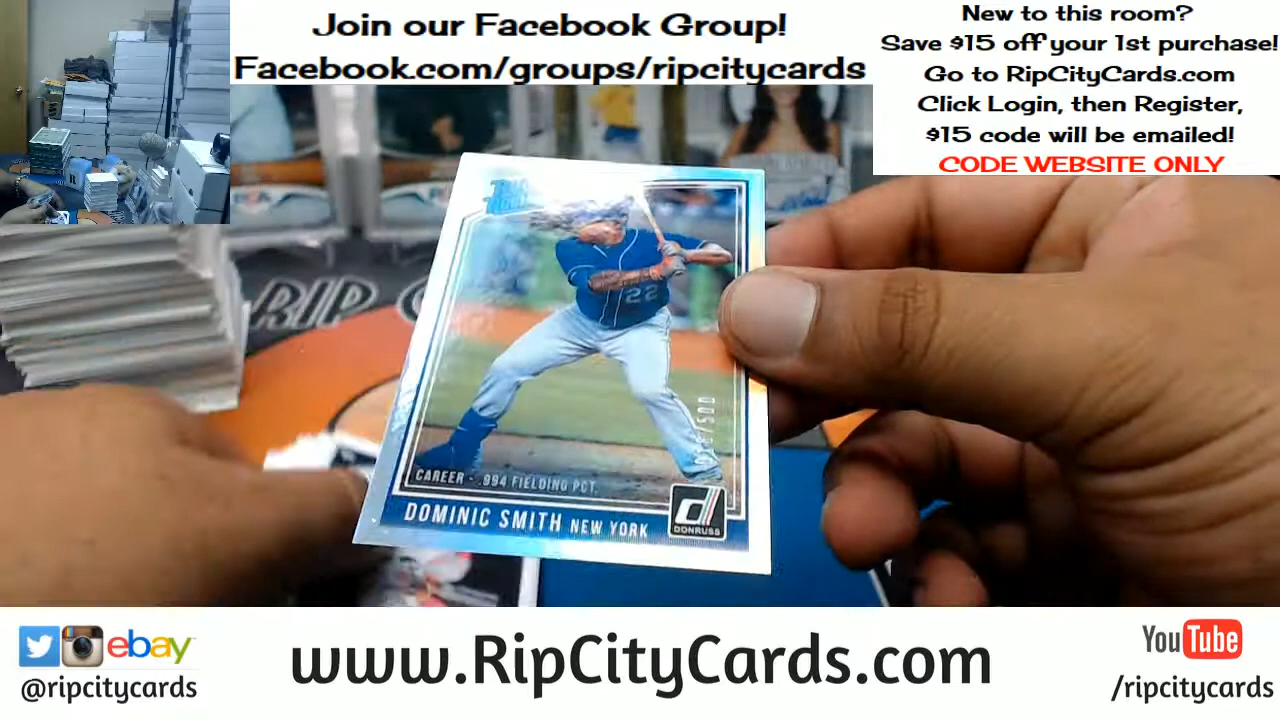 Join our Facebook Group!
Facebook.com/groups/ripcitycards
New to this room?
Save $15 off your 1st purchase!
Go to RipCityCards.com
Click Login, then Register,
$15 code will be emailed!
CODE WEBSITE ONLY
RIP
22
CAREER - .994 FIELDING PCT.
DOMINIC SMITH NEW YORK
DONRUSS
ebay
@ripcitycards
www.RipCityCards.com
YouTube
/ripcitycards